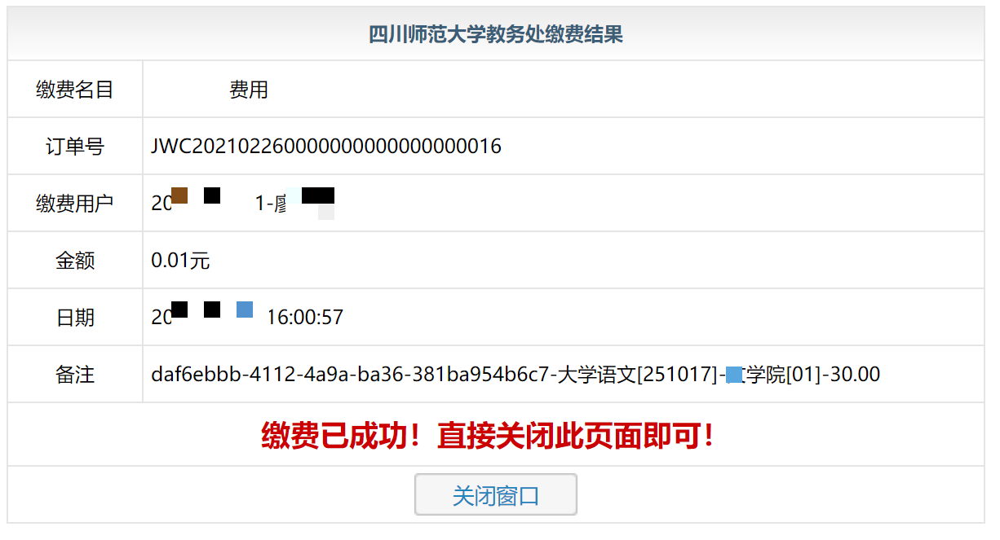 四川师范大学教务处缴费结果
缴费名目 费用
订单号 JWC20210226000000000000000016
缴费用户 20 1-廖
金额 0.01元
日期 20 16:00:57
备注 daf6ebbb-4112-4a9a-ba36-381ba954b6c7-大学语文[251017]-学院[01]-30.00
缴费已成功！直接关闭此页面即可！
关闭窗口